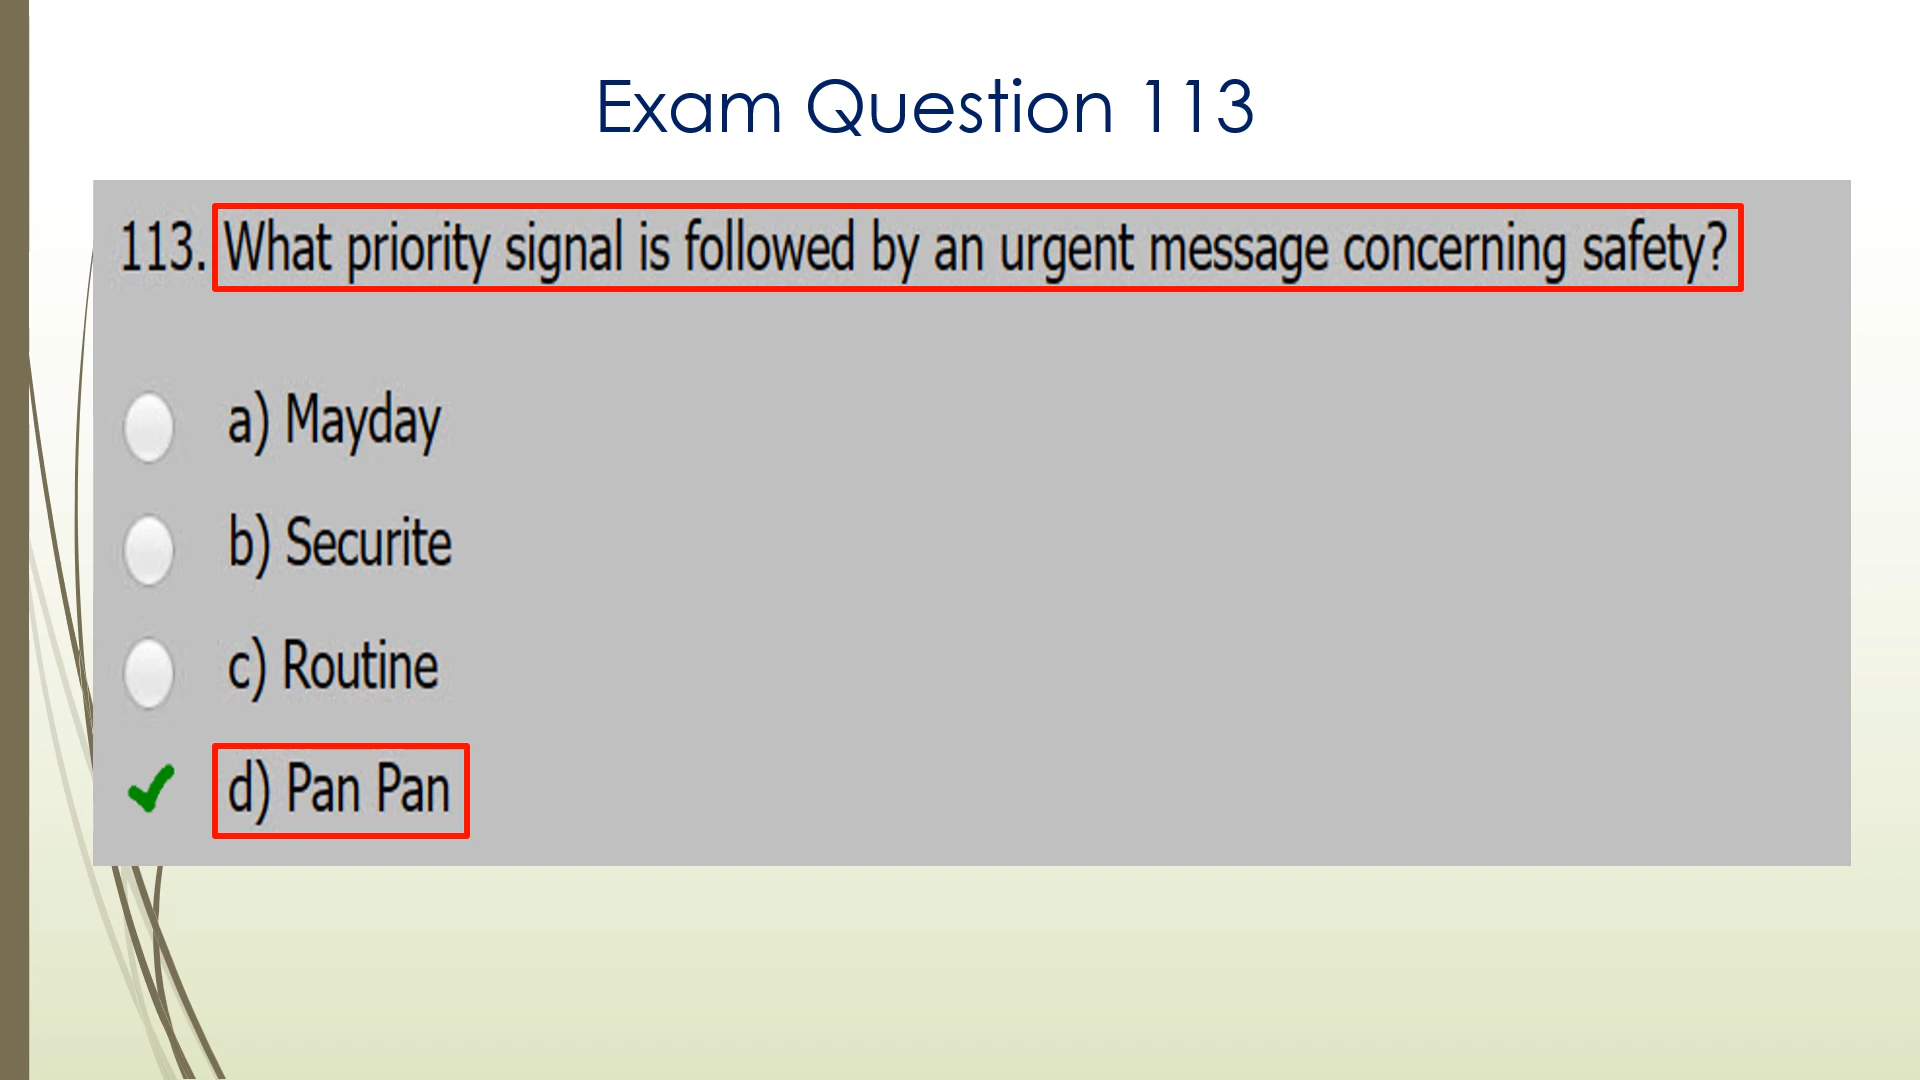 Exam Question 113
113. What priority signal is followed by an urgent message concerning safety?
a) Mayday
b) Securite
c) Routine
d) Pan Pan